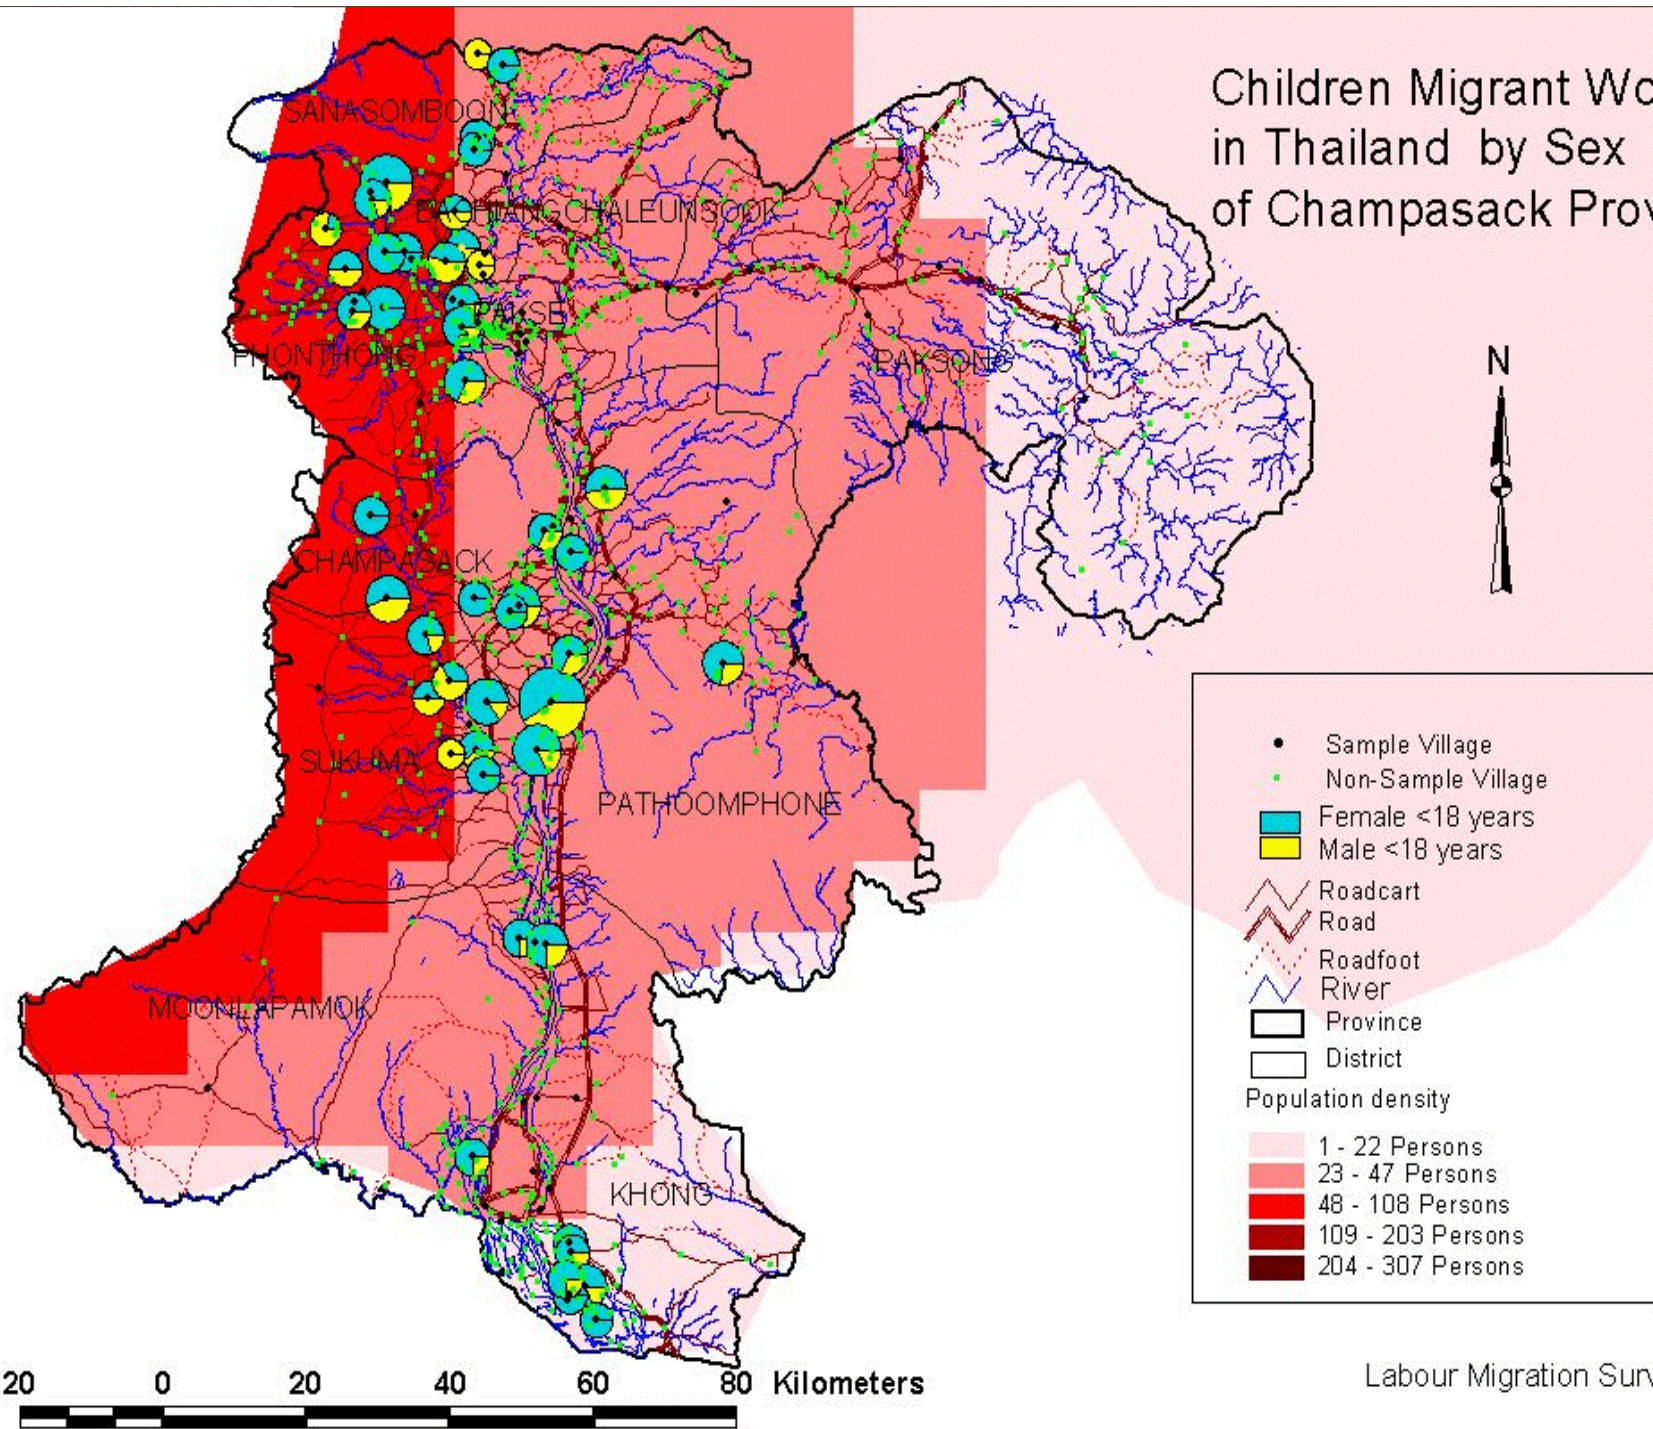 Children Migrant Wo
in Thailand by Sex
of Champasack Prov
SANASOMBOON
BACHIANGCHALEUNSOOK
PAKSE
PHONTHONG
PAKSONG
N
CHAMPASACK
SUKUMA
PATHOOMPHONE
MOONLAPAMOK
KHONG
Sample Village
Non-Sample Village
Female <18 years
Male <18 years
Roadcart
Road
Roadfoot
River
Province
District
Population density
1 - 22 Persons
23 - 47 Persons
48 - 108 Persons
109 - 203 Persons
204 - 307 Persons
Labour Migration Surv
20 0 20 40 60 80 Kilometers